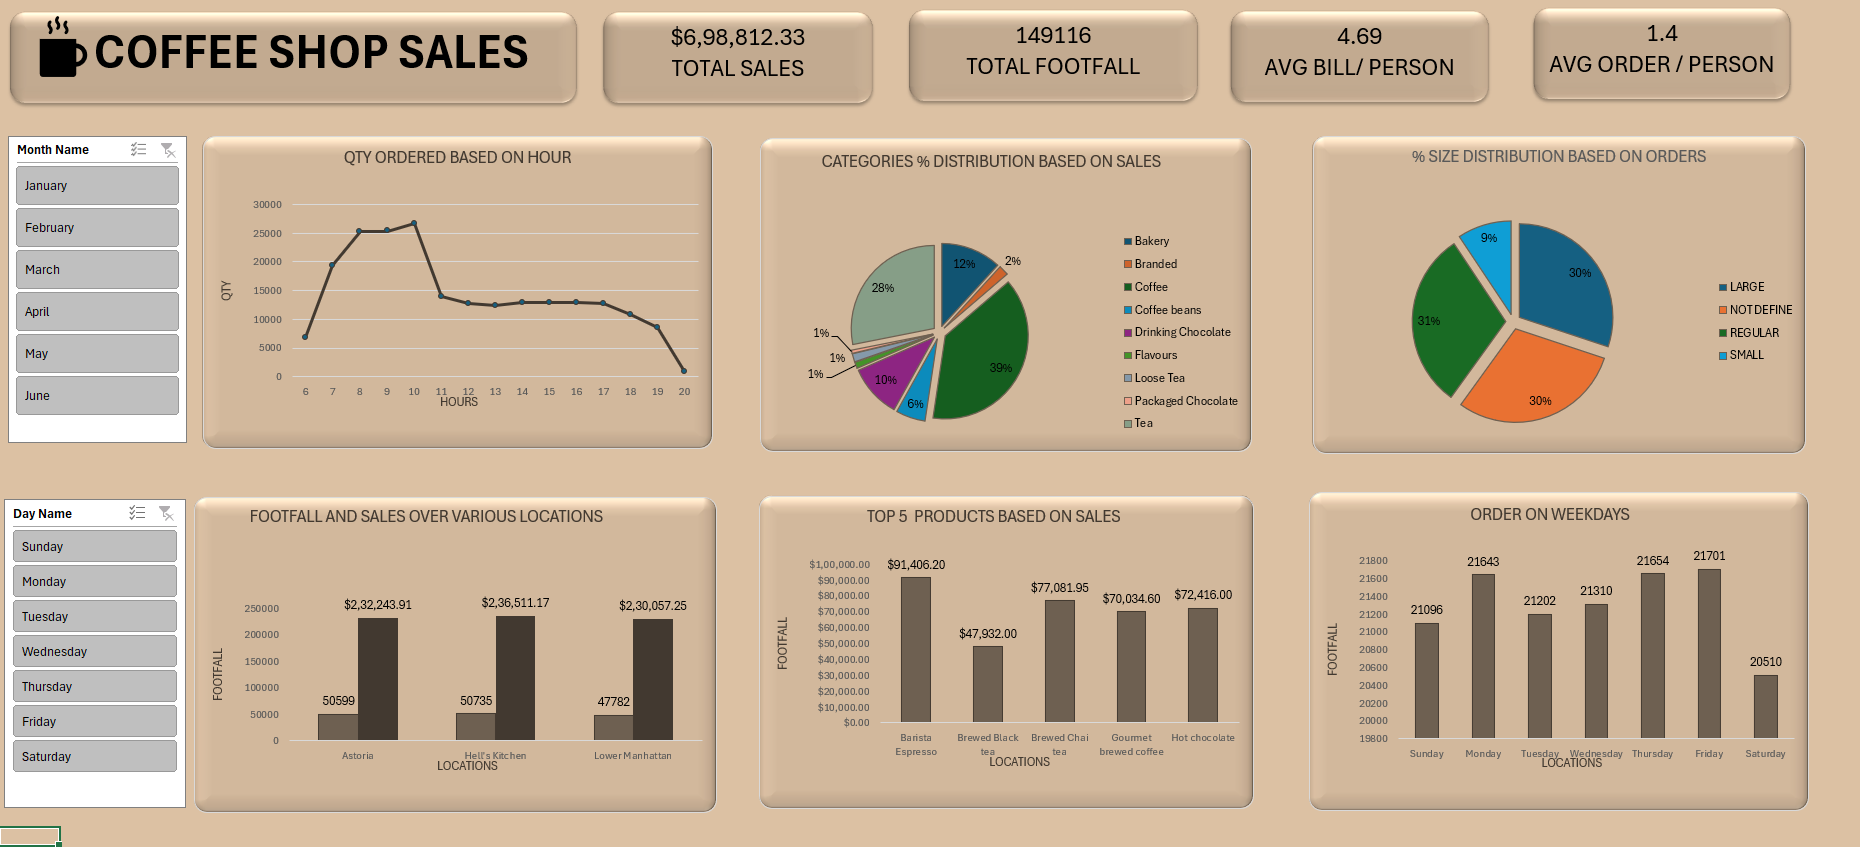 COFFEE SHOP SALES
$6,98,812.33
TOTAL SALES
149116
TOTAL FOOTFALL
4.69
AVG BILL/ PERSON
1.4
AVG ORDER / PERSON
Month Name
January
February
March
April
May
June
QTY ORDERED BASED ON HOUR
30000
25000
20000
15000
10000
5000
0
QTY
6 7 8 9 10 11 12 13 14 15 16 17 18 19 20
HOURS
CATEGORIES % DISTRIBUTION BASED ON SALES
12%
2%
39%
6%
10%
1%
1%
1%
28%
Bakery
Branded
Coffee
Coffee beans
Drinking Chocolate
Flavours
Loose Tea
Packaged Chocolate
Tea
% SIZE DISTRIBUTION BASED ON ORDERS
30%
30%
31%
9%
LARGE
NOT DEFINE
REGULAR
SMALL
Day Name
Sunday
Monday
Tuesday
Wednesday
Thursday
Friday
Saturday
FOOTFALL AND SALES OVER VARIOUS LOCATIONS
250000
200000
150000
100000
50000
0
FOOTFALL
50599
$2,32,243.91
50735
$2,36,511.17
47782
$2,30,057.25
Astoria Hell's Kitchen Lower Manhattan
LOCATIONS
TOP 5 PRODUCTS BASED ON SALES
$1,00,000.00
$90,000.00
$80,000.00
$70,000.00
$60,000.00
$50,000.00
$40,000.00
$30,000.00
$20,000.00
$10,000.00
$0.00
FOOTFALL
$91,406.20
$47,932.00
$77,081.95
$70,034.60
$72,416.00
Barista Espresso
Brewed Black tea
Brewed Chai tea
Gourmet brewed coffee
Hot chocolate
LOCATIONS
ORDER ON WEEKDAYS
21800
21600
21400
21200
21000
20800
20600
20400
20200
20000
19800
FOOTFALL
21096
21643
21202
21310
21654
21701
20510
Sunday Monday Tuesday Wednesday Thursday Friday Saturday
LOCATIONS